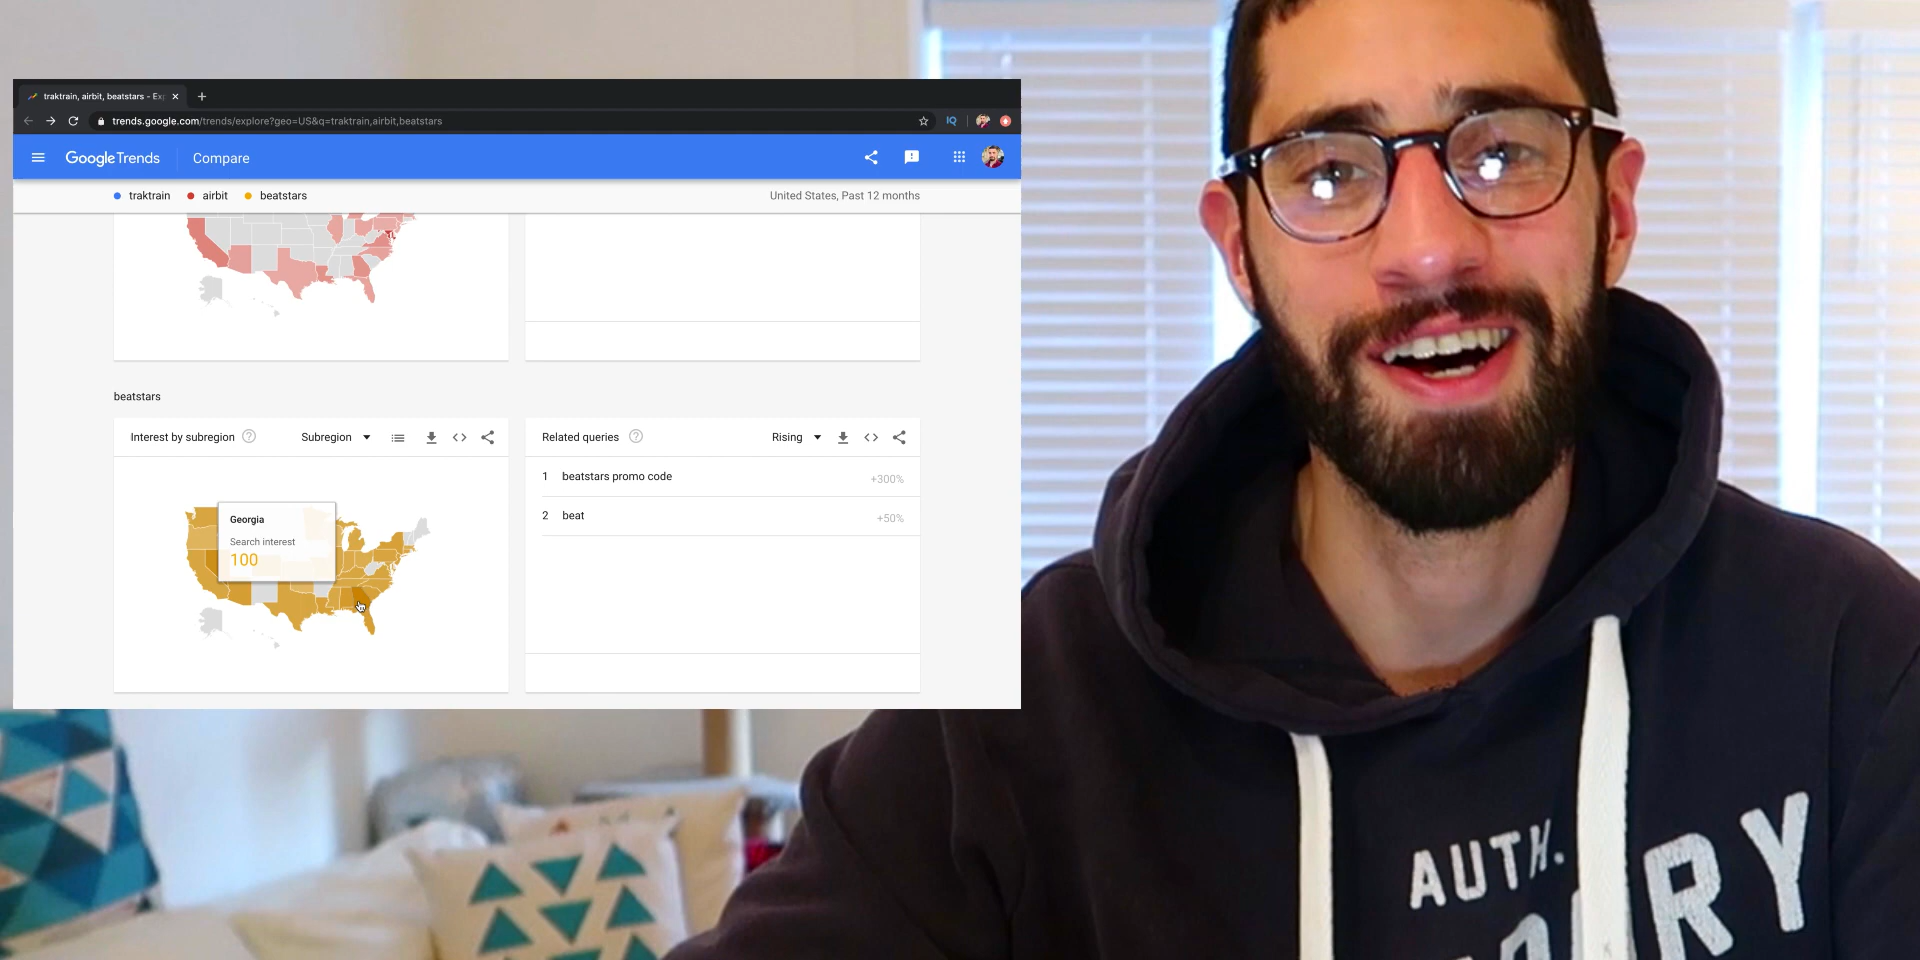 traktrain, airbit, beatstars - Ex
trends.google.com/trends/explore?geo=US&q=traktrain,airbit,beatstars
IQ
Google Trends
Compare
traktrain
airbit
beatstars
United States, Past 12 months
beatstars
Interest by subregion
Subregion
Related queries
Rising
1 beatstars promo code +300%
2 beat +50%
Georgia
Search interest
100
AUTH.
RY